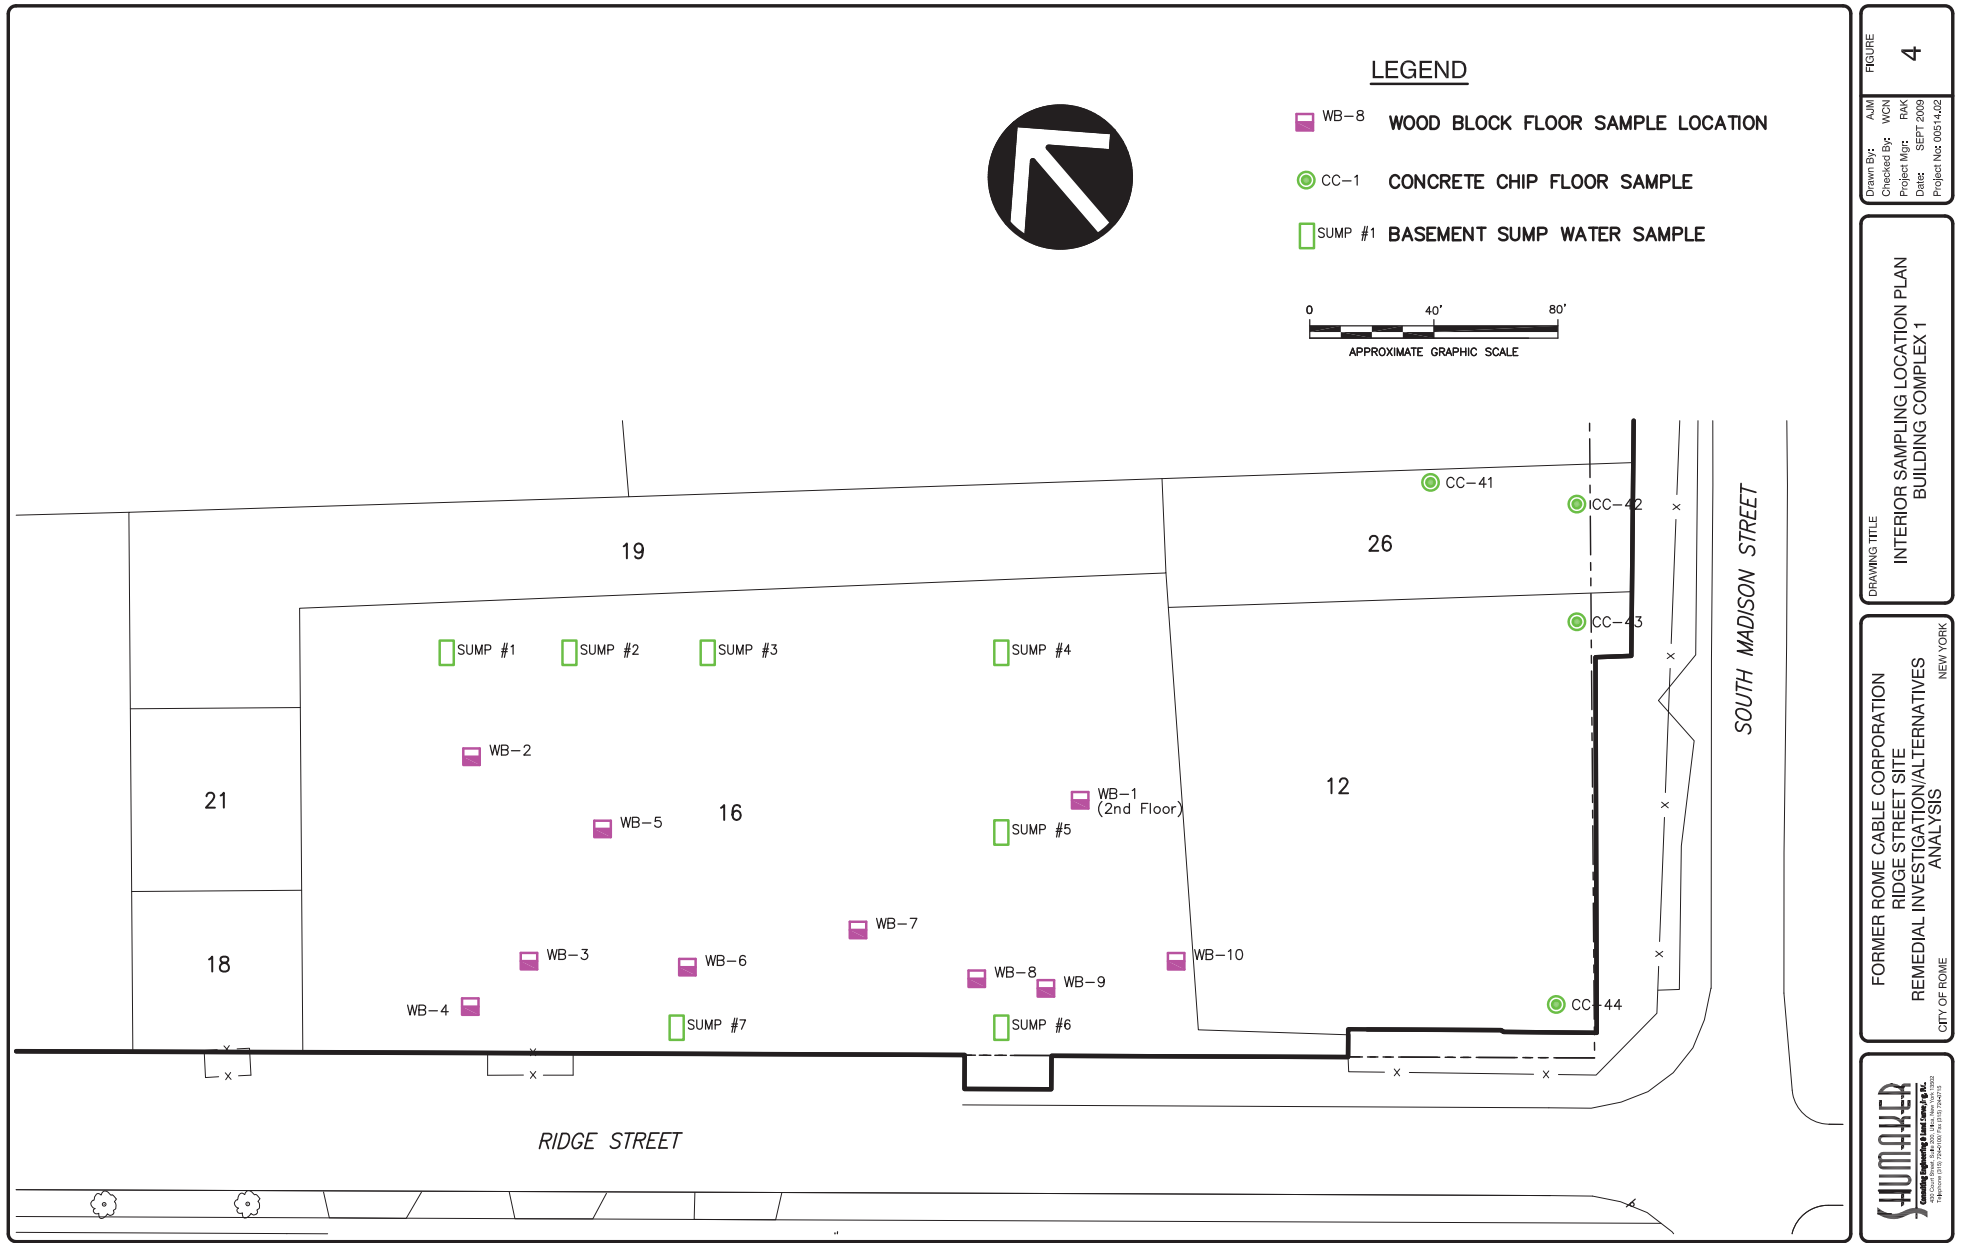 LEGEND
WB-8 WOOD BLOCK FLOOR SAMPLE LOCATION
CC-1 CONCRETE CHIP FLOOR SAMPLE
SUMP #1 BASEMENT SUMP WATER SAMPLE
0 40' 80'
APPROXIMATE GRAPHIC SCALE
CC-41
CC-42
19
26
CC-43
SUMP #1
SUMP #2
SUMP #3
SUMP #4
WB-2
21
WB-5
16
WB-1
(2nd Floor)
SUMP #5
12
WB-7
WB-3
WB-6
WB-10
18
WB-8
WB-9
WB-4
CC-44
SUMP #7
SUMP #6
RIDGE STREET
SOUTH MADISON STREET
FIGURE
4
Drawn By: AJM
Checked By: WCN
Project Mgr: RAK
Date: SEPT 2009
Project No: 00514.02
DRAWING TITLE
INTERIOR SAMPLING LOCATION PLAN
BUILDING COMPLEX 1
FORMER ROME CABLE CORPORATION
RIDGE STREET SITE
REMEDIAL INVESTIGATION/ALTERNATIVES
ANALYSIS
CITY OF ROME NEW YORK
SHUMAKER
Consulting Engineering & Land Surveying, P.C.